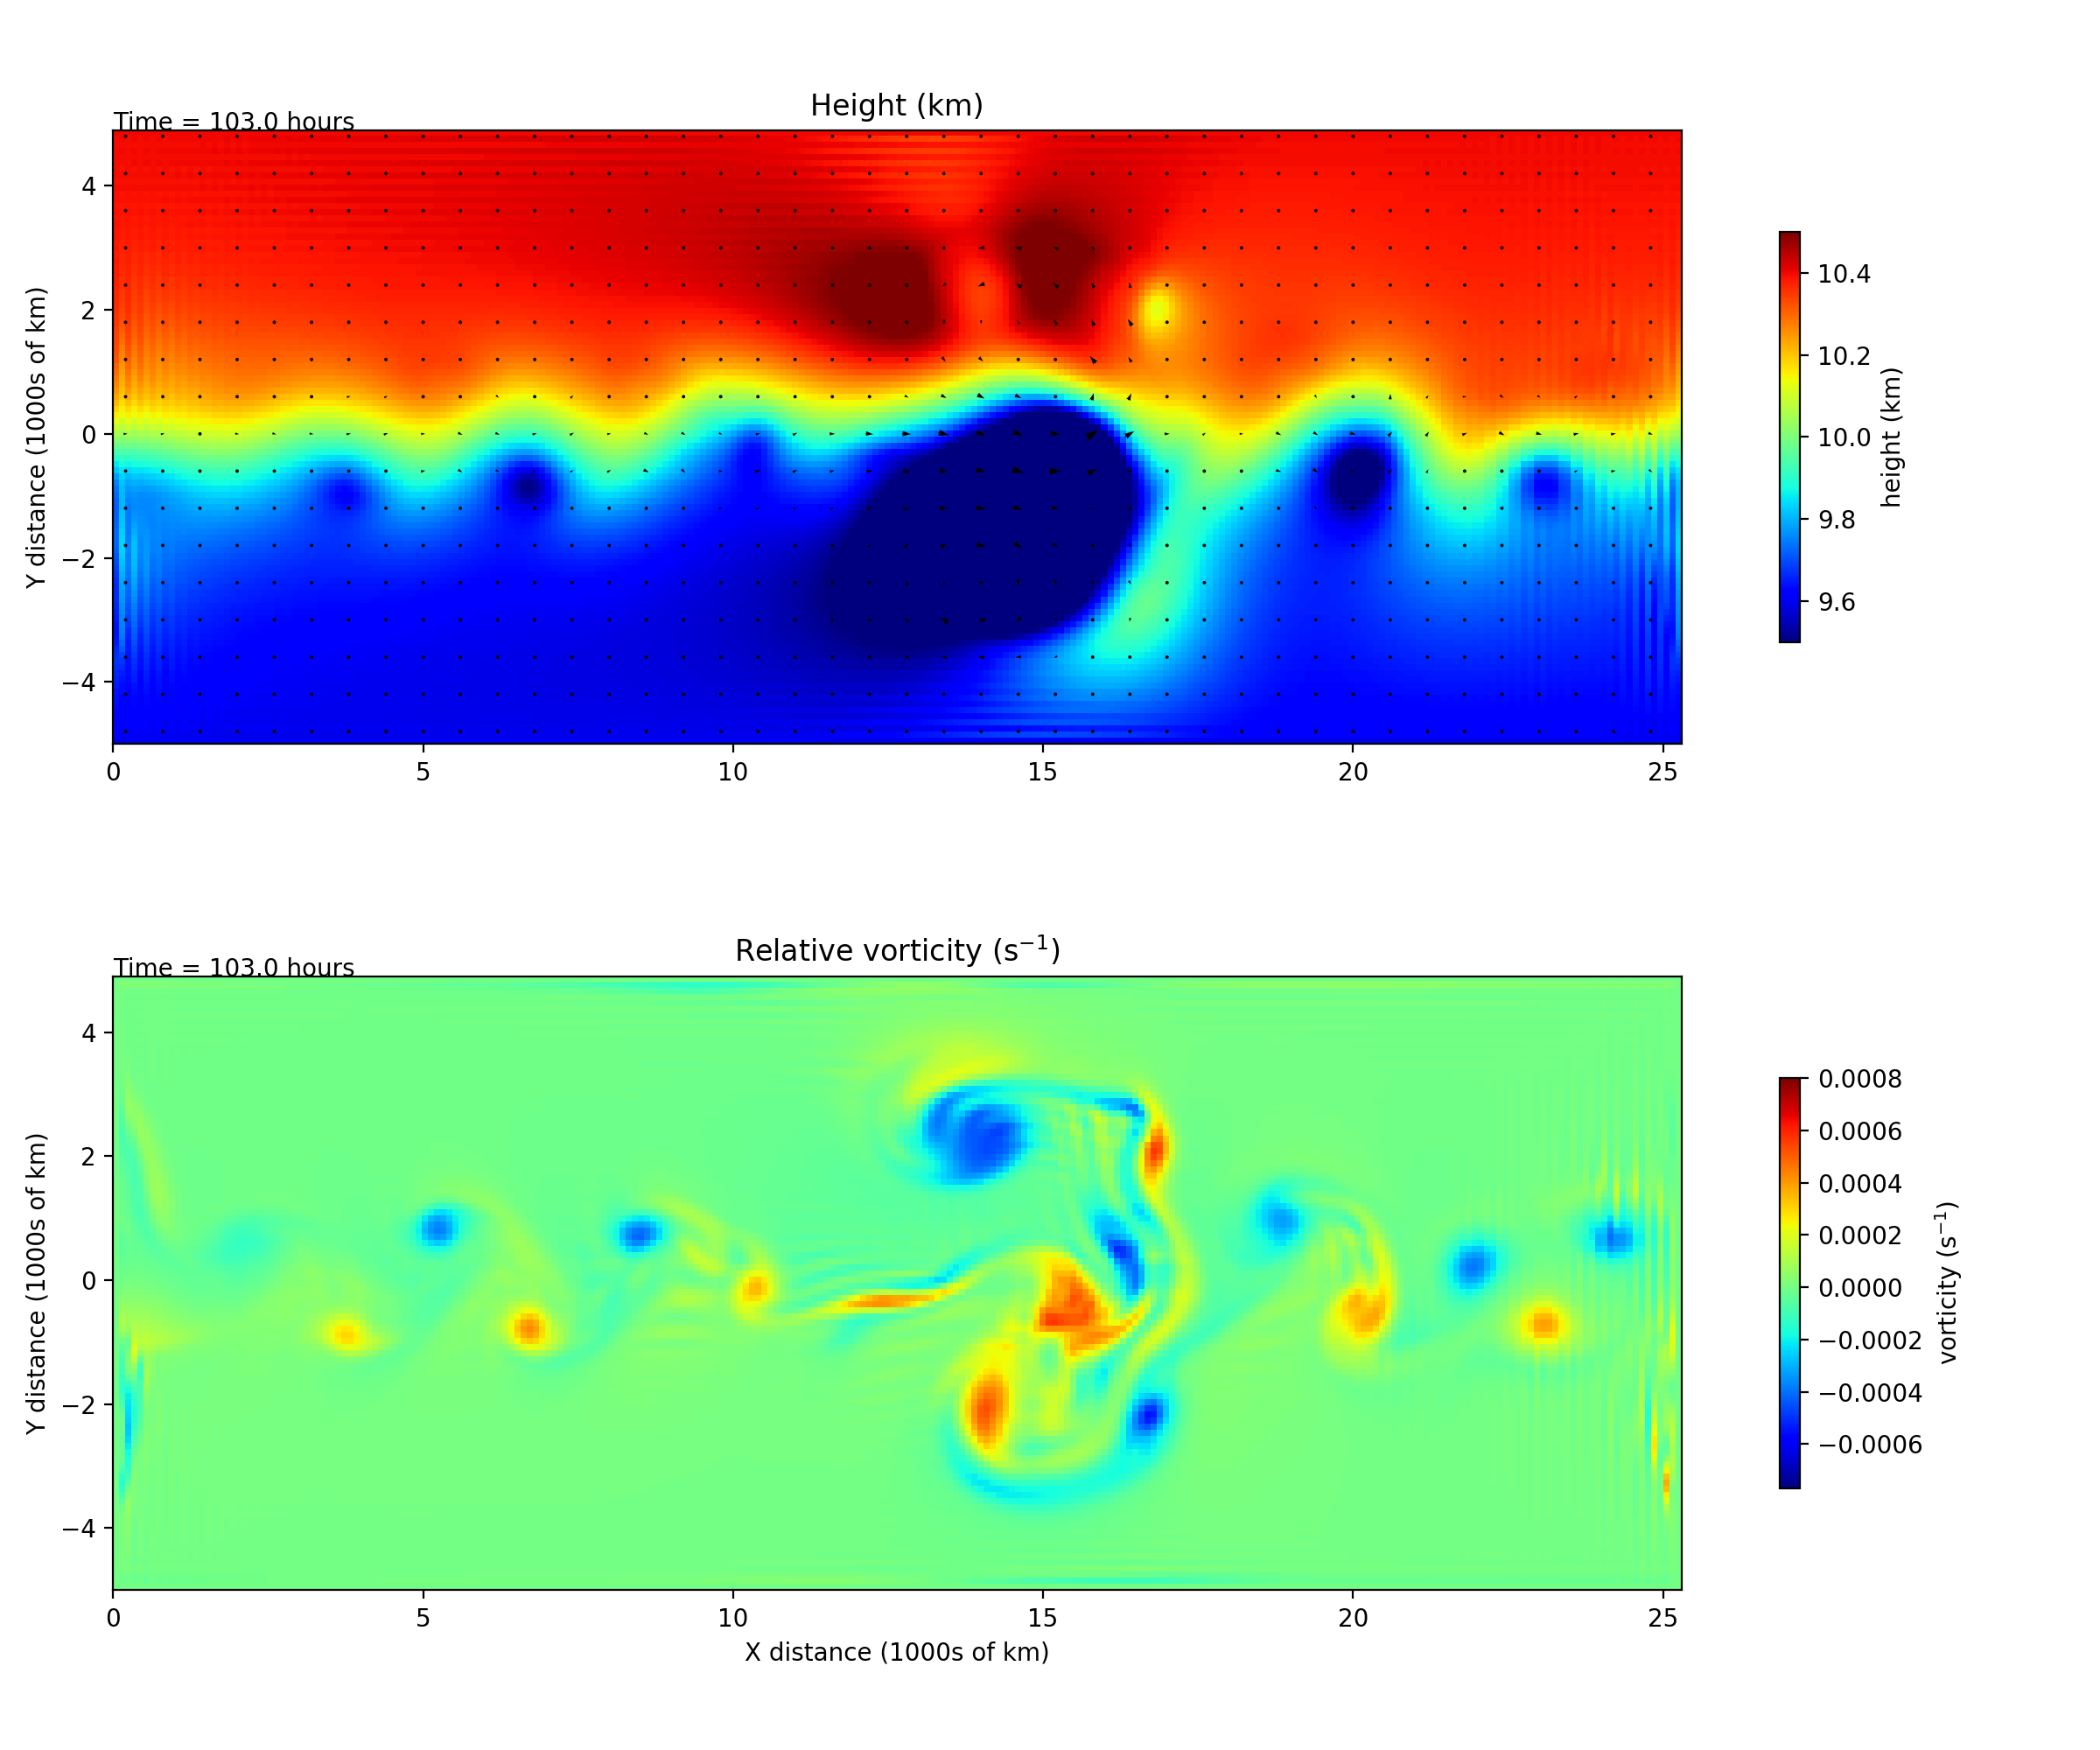 Height (km)
Time = 103.0 hours
4
2
0
−2
−4
Y distance (1000s of km)
0 5 10 15 20 25
10.4
10.2
10.0
9.8
9.6
height (km)
Relative vorticity (s⁻¹)
Time = 103.0 hours
4
2
0
−2
−4
Y distance (1000s of km)
0 5 10 15 20 25
X distance (1000s of km)
0.0008
0.0006
0.0004
0.0002
0.0000
−0.0002
−0.0004
−0.0006
vorticity (s⁻¹)